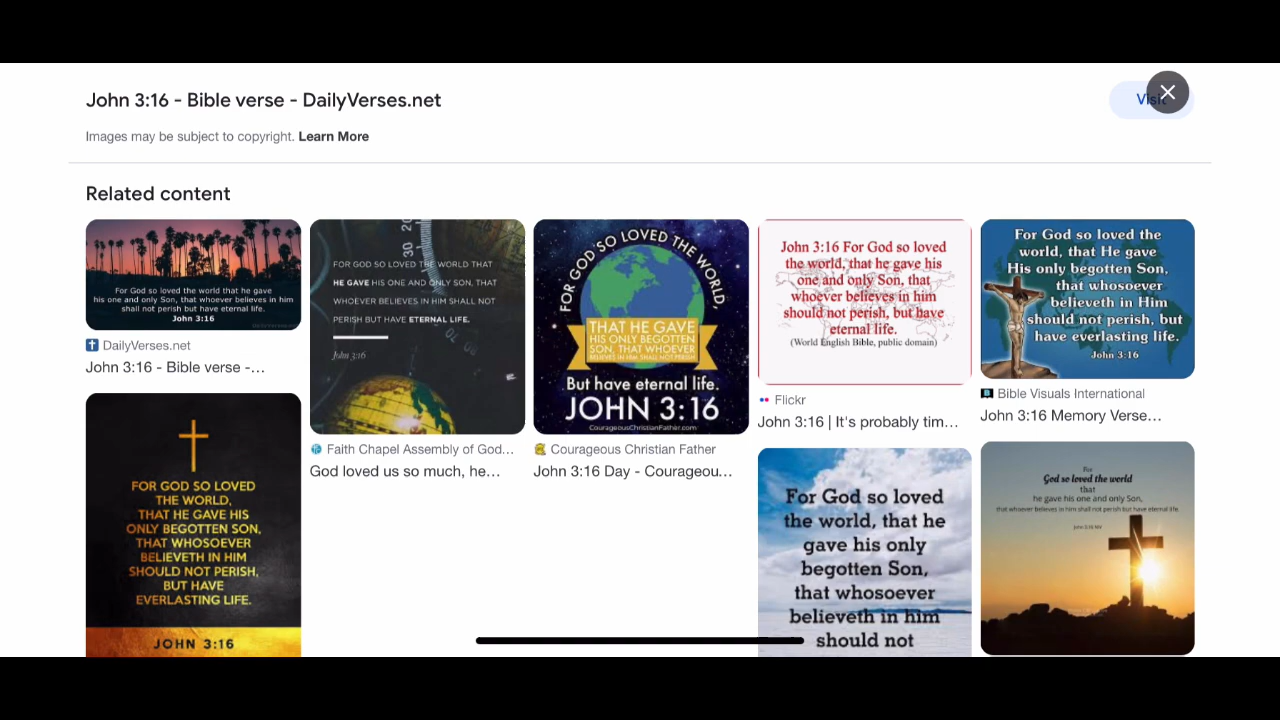 John 3:16 - Bible verse - DailyVerses.net
Visit
Images may be subject to copyright. Learn More
Related content
For God so loved the world that he gave
his one and only Son, that whoever believes in him
shall not perish but have eternal life.
John 3:16
DailyVerses.net
John 3:16 - Bible verse -...
FOR GOD SO LOVED
THE WORLD,
THAT HE GAVE HIS
ONLY BEGOTTEN SON,
THAT WHOSOEVER
BELIEVETH IN HIM
SHOULD NOT PERISH,
BUT HAVE
EVERLASTING LIFE.
JOHN 3:16
30
20
FOR GOD SO LOVED THE WORLD THAT
HE GAVE HIS ONE AND ONLY SON, THAT
WHOEVER BELIEVES IN HIM SHALL NOT
PERISH BUT HAVE ETERNAL LIFE.
John 3:16
Faith Chapel Assembly of God...
God loved us so much, he...
FOR GOD SO LOVED THE WORLD,
THAT HE GAVE
HIS ONLY BEGOTTEN
SON, THAT WHOEVER
BELIEVES IN HIM SHALL NOT PERISH
But have eternal life.
JOHN 3:16
CourageousChristianFather.com
Courageous Christian Father
John 3:16 Day - Courageou...
John 3:16 For God so loved
the world, that he gave his
one and only Son, that
whoever believes in him
should not perish, but have
eternal life.
(World English Bible, public domain)
Flickr
John 3:16 | It's probably tim...
For God so loved
the world, that he
gave his only
begotten Son,
that whosoever
believeth in him
should not
For God so loved the
world, that He gave
His only begotten Son,
that whosoever
believeth in Him
should not perish, but
have everlasting life.
John 3:16
Bible Visuals International
John 3:16 Memory Verse...
For
God so loved the world
that
he gave his one and only Son,
that whoever believes in him shall not perish but have eternal life.
John 3:16 NIV